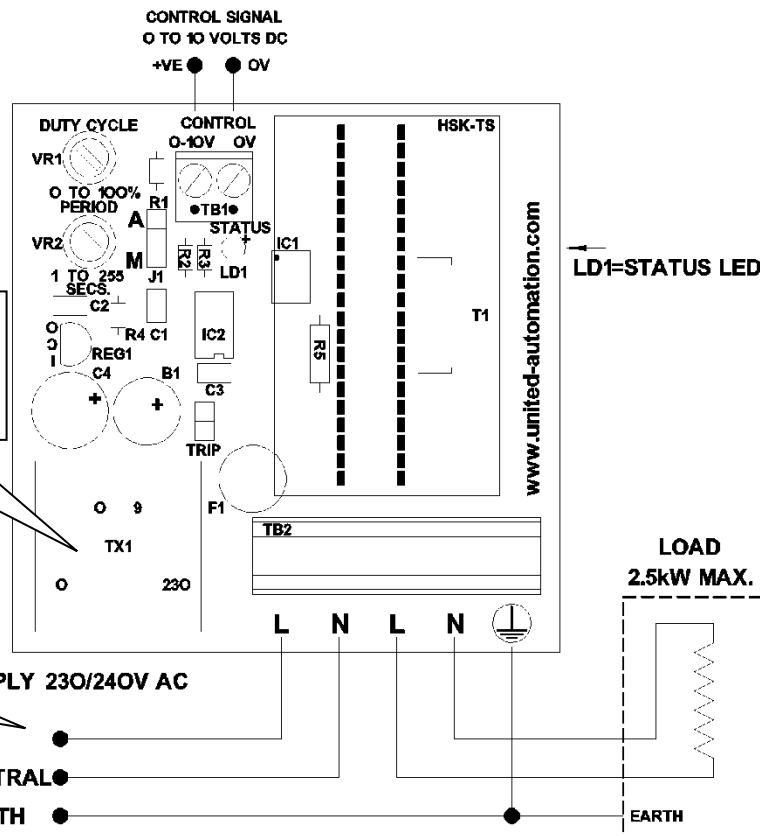 CONTROL SIGNAL
0 TO 10 VOLTS DC
+VE 0V
DUTY CYCLE
CONTROL
0-10V 0V
HSK-TS
VR1
0 TO 100%
PERIOD
R1
TB1
A
STATUS
+
VR2
M
R2
R3
LD1
IC1
J1
1 TO 255
SECS.
LD1=STATUS LED
www.united-automation.com
T1
C2
O
G
I
R4 C1
IC2
R5
REG1
C4
B1
C3
+
+
TRIP
F1
0 9
TX1
0 230
TB2
LOAD
2.5kW MAX.
L N L N
PLY 230/240V AC
TRAL
TH
EARTH